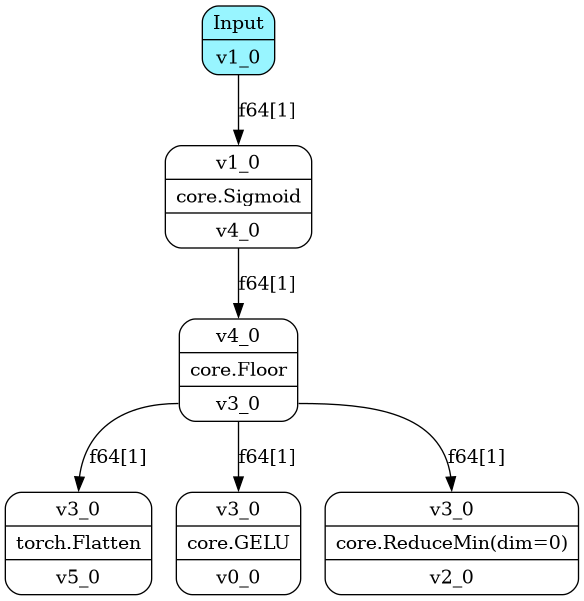 Input
v1_0
f64[1]
v1_0
core.Sigmoid
v4_0
f64[1]
v4_0
core.Floor
v3_0
f64[1] f64[1] f64[1]
v3_0 v3_0 v3_0
torch.Flatten core.GELU core.ReduceMin(dim=0)
v5_0 v0_0 v2_0